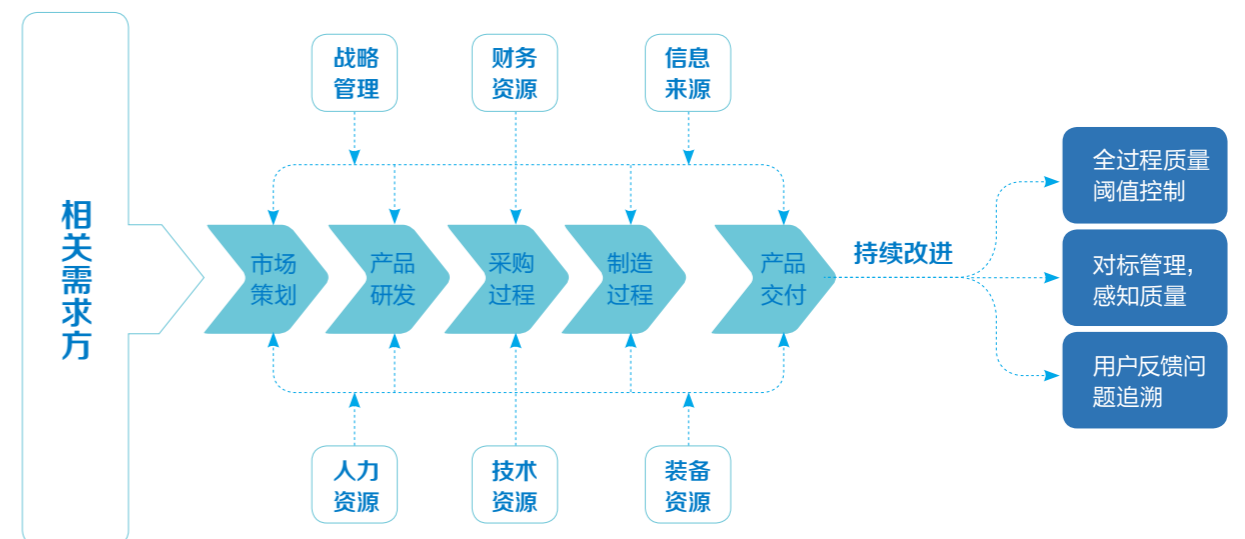 相关需求方
战略
管理
财务
资源
信息
来源
市场
策划
产品
研发
采购
过程
制造
过程
产品
交付
持续改进
人力
资源
技术
资源
装备
资源
全过程质量
阈值控制
对标管理，
感知质量
用户反馈问
题追溯